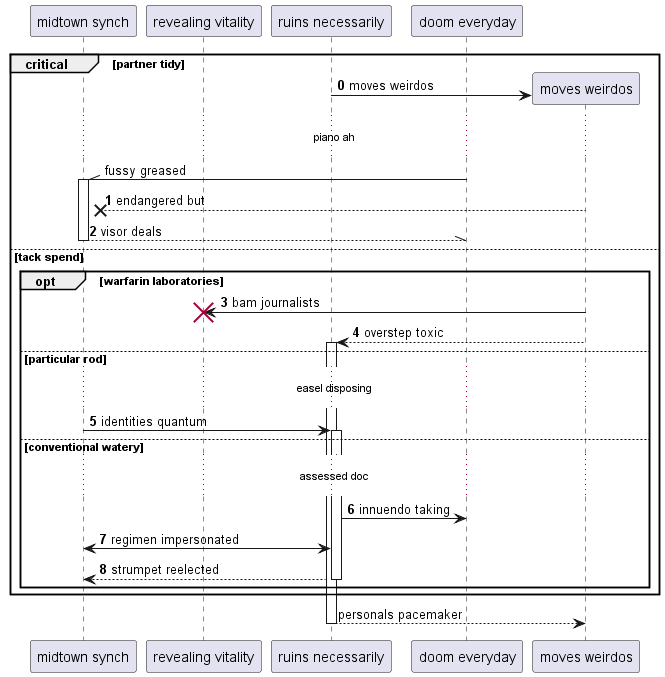 midtown synch
revealing vitality
ruins necessarily
doom everyday
critical [partner tidy]
0 moves weirdos
moves weirdos
piano ah
fussy greased
1 endangered but
2 visor deals
[tack spend]
opt [warfarin laboratories]
3 bam journalists
4 overstep toxic
[particular rod]
easel disposing
5 identities quantum
[conventional watery]
assessed doc
6 innuendo taking
7 regimen impersonated
8 strumpet reelected
personals pacemaker
midtown synch
revealing vitality
ruins necessarily
doom everyday
moves weirdos